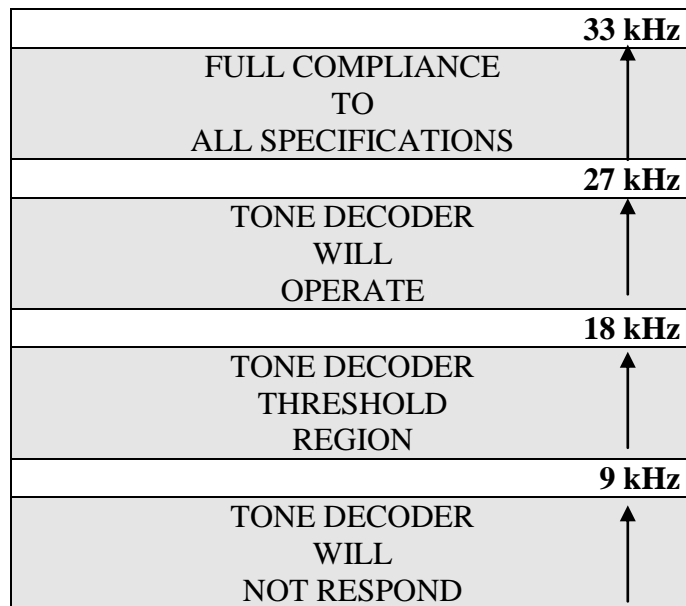 33 kHz
FULL COMPLIANCE
TO
ALL SPECIFICATIONS
27 kHz
TONE DECODER
WILL
OPERATE
18 kHz
TONE DECODER
THRESHOLD
REGION
9 kHz
TONE DECODER
WILL
NOT RESPOND